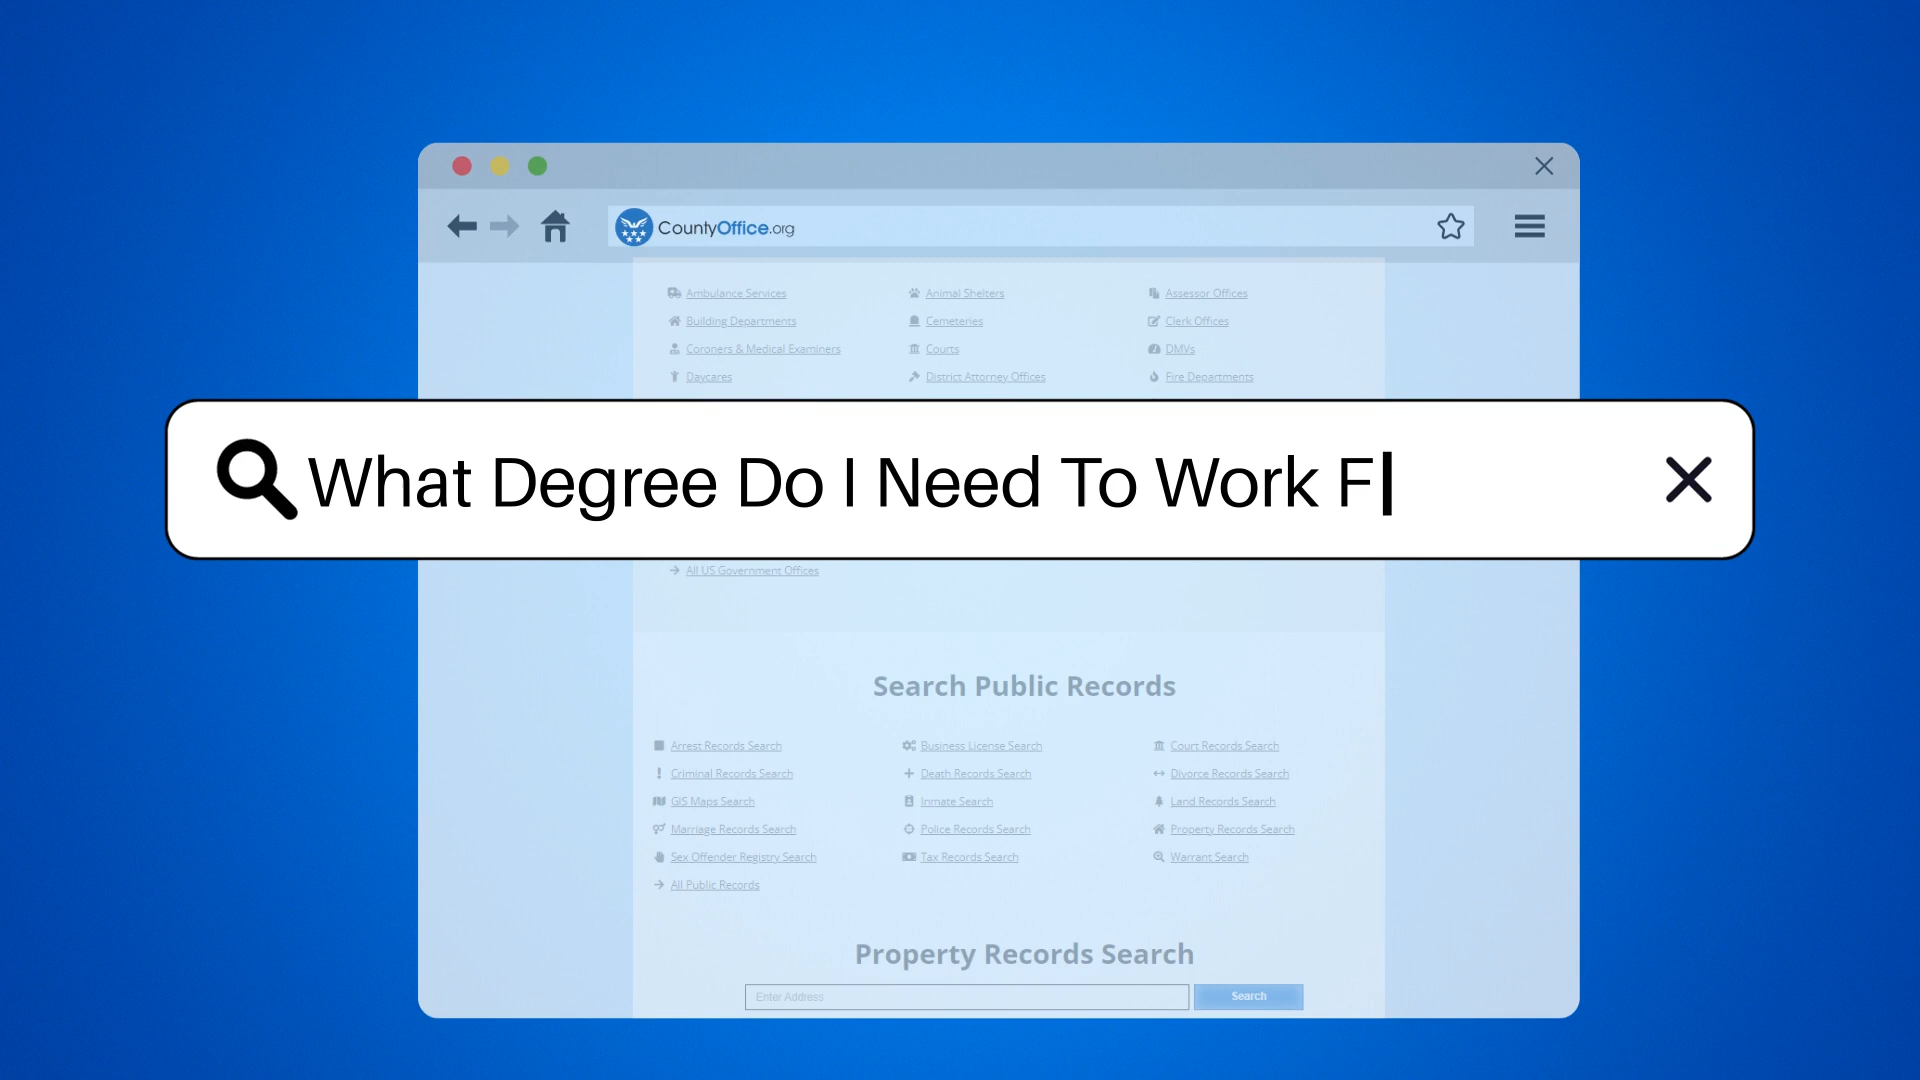 CountyOffice.org
Ambulance Services Animal Shelters Assessor Offices
Building Departments Cemeteries Clerk Offices
Coroners & Medical Examiners Courts DMVs
Daycares District Attorney Offices Fire Departments
What Degree Do I Need To Work F
All US Government Offices
Search Public Records
Arrest Records Search Business License Search Court Records Search
Criminal Records Search Death Records Search Divorce Records Search
GIS Maps Search Inmate Search Land Records Search
Marriage Records Search Police Records Search Property Records Search
Sex Offender Registry Search Tax Records Search Warrant Search
All Public Records
Property Records Search
Enter Address Search